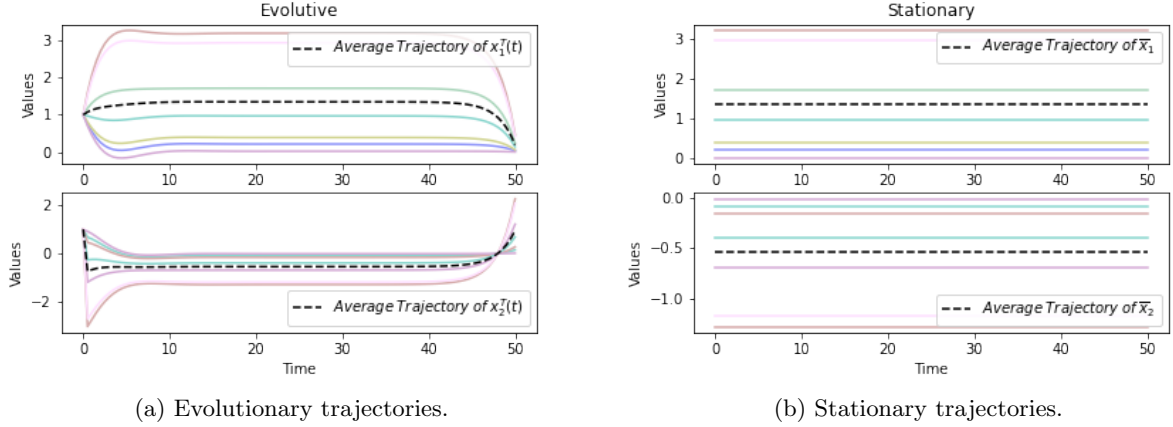 Evolutive
Values
3
2
1
0
Average Trajectory of x₁ᵀ(t)
0 10 20 30 40 50
Values
2
0
−2
Average Trajectory of x₂ᵀ(t)
0 10 20 30 40 50
Time
(a) Evolutionary trajectories.
Stationary
Values
3
2
1
0
Average Trajectory of x̅₁
0 10 20 30 40 50
Values
0.0
−0.5
−1.0
Average Trajectory of x̅₂
0 10 20 30 40 50
Time
(b) Stationary trajectories.